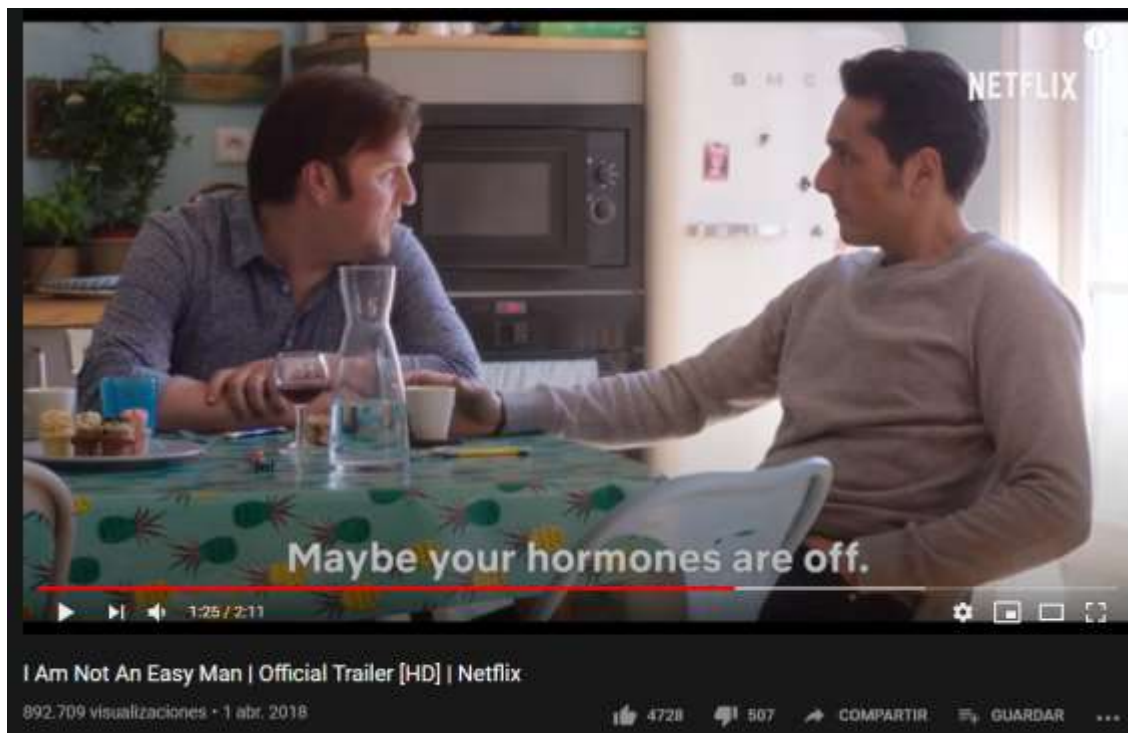 SMEG
NETFLIX
Maybe your hormones are off.
1:25 / 2:11
I Am Not An Easy Man | Official Trailer [HD] | Netflix
892.709 visualizaciones • 1 abr. 2018
4728 507 COMPARTIR GUARDAR